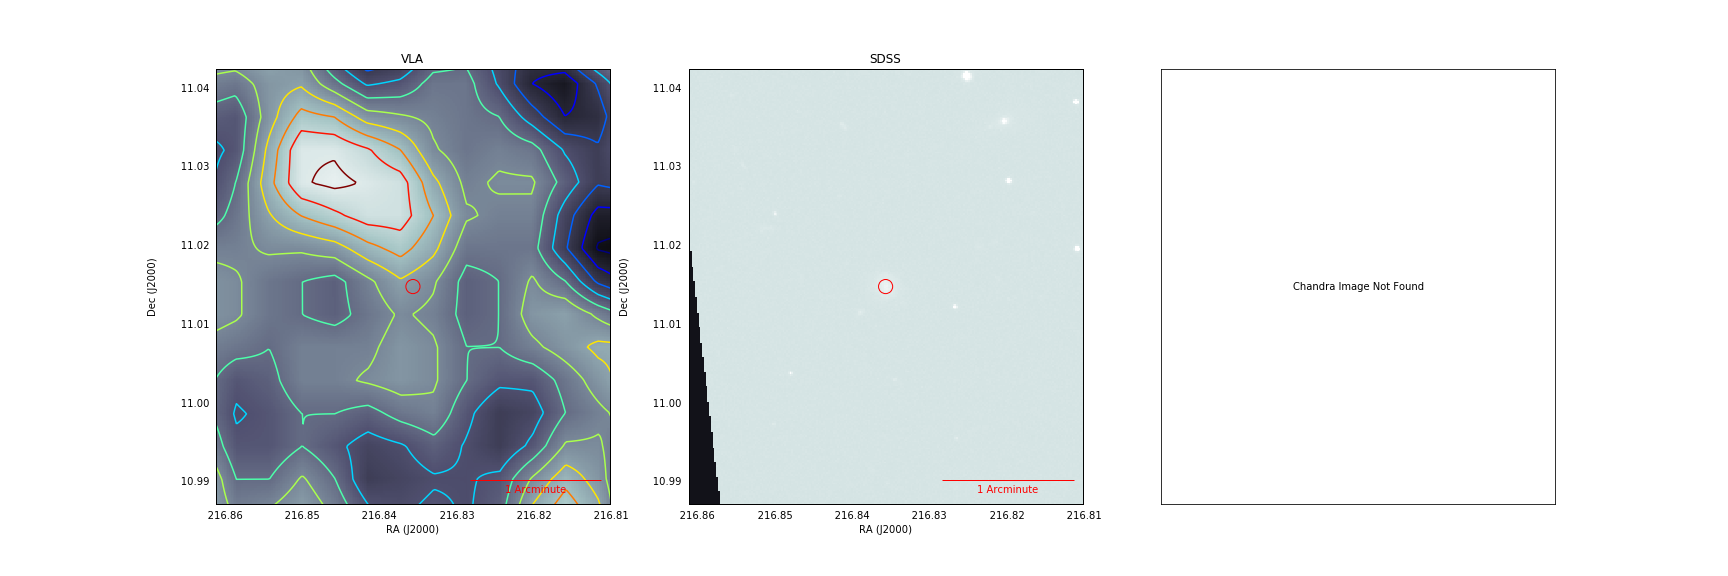 VLA
11.04
11.03
11.02
11.01
11.00
10.99
Dec (J2000)
1 Arcminute
216.86 216.85 216.84 216.83 216.82 216.81
RA (J2000)
SDSS
11.04
11.03
11.02
11.01
11.00
10.99
Dec (J2000)
1 Arcminute
216.86 216.85 216.84 216.83 216.82 216.81
RA (J2000)
Chandra Image Not Found